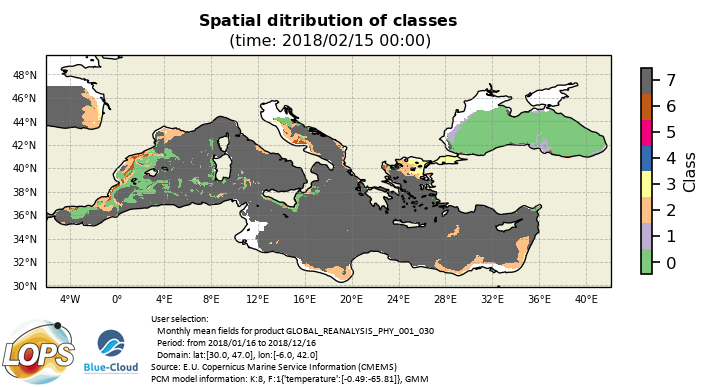 Spatial ditribution of classes
(time: 2018/02/15 00:00)
48°N
46°N
44°N
42°N
40°N
38°N
36°N
34°N
32°N
30°N
4°W
0°
4°E
8°E
12°E
16°E
20°E
24°E
28°E
32°E
36°E
40°E
7
6
5
4
3
2
1
0
Class
LOPS
Blue-Cloud
User selection:
Monthly mean fields for product GLOBAL_REANALYSIS_PHY_001_030
Period: from 2018/01/16 to 2018/12/16
Domain: lat:[30.0, 47.0], lon:[-6.0, 42.0]
Source: E.U. Copernicus Marine Service Information (CMEMS)
PCM model information: K:8, F:1{'temperature':[-0.49:-65.81]}, GMM